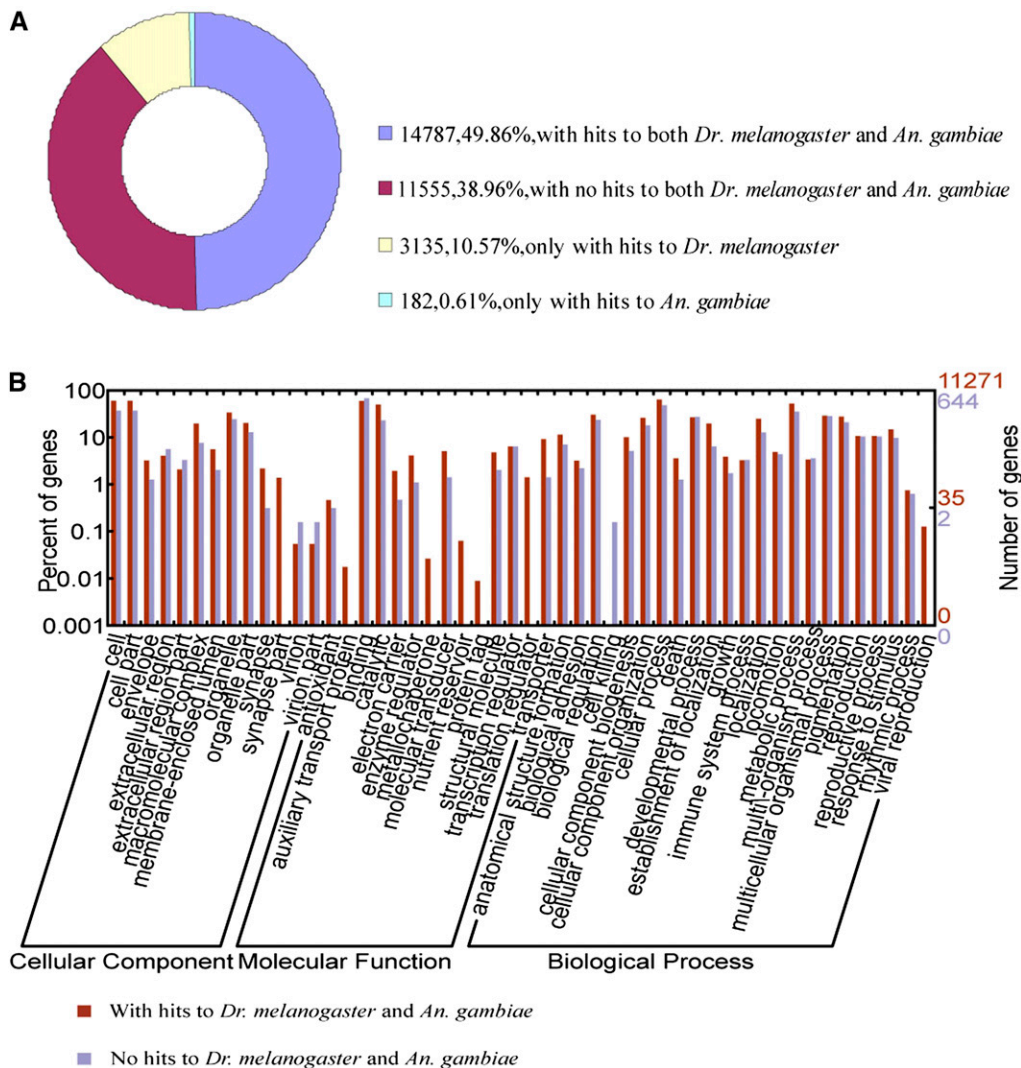 A
14787,49.86%,with hits to both Dr. melanogaster and An. gambiae
11555,38.96%,with no hits to both Dr. melanogaster and An. gambiae
3135,10.57%,only with hits to Dr. melanogaster
182,0.61%,only with hits to An. gambiae
B
Percent of genes
100
10
1
0.1
0.01
0.001
11271
644
35
2
0
0
Number of genes
cell
cell part
envelope
extracellular region
extracellular region part
macromolecular complex
membrane-enclosed lumen
organelle
organelle part
synapse
synapse part
virion
virion part
antioxidant
auxiliary transport protein
binding
catalytic
electron carrier
enzyme regulator
metallochaperone
molecular transducer
nutrient reservoir
protein tag
structural molecule
transcription regulator
translation regulator
transporter
anatomical structure formation
biological adhesion
biological regulation
cell killing
cellular component biogenesis
cellular component organization
cellular process
death
developmental process
establishment of localization
growth
immune system process
localization
locomotion
metabolic process
multi-organism process
multicellular organismal process
pigmentation
reproduction
reproductive process
response to stimulus
rhythmic process
viral reproduction
Cellular Component
Molecular Function
Biological Process
With hits to Dr. melanogaster and An. gambiae
No hits to Dr. melanogaster and An. gambiae